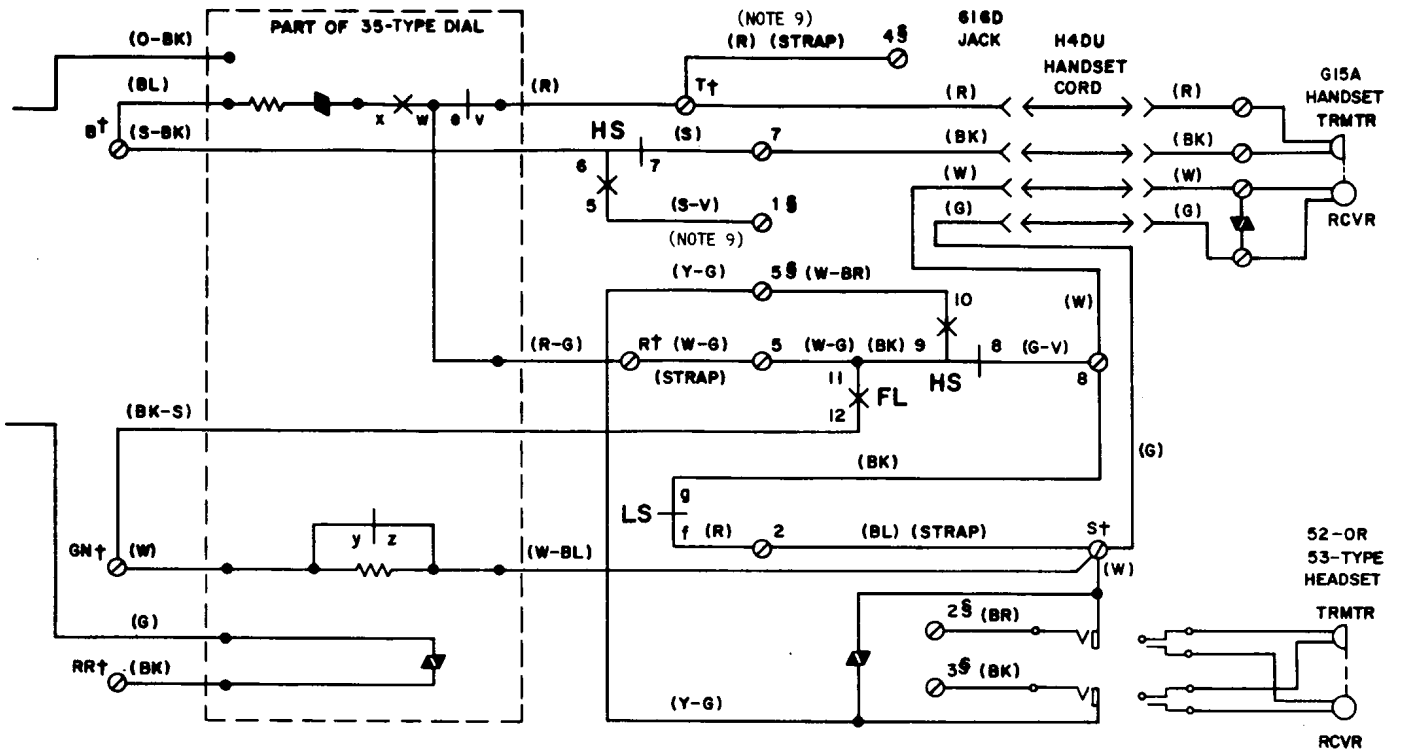 PART OF 35-TYPE DIAL
(NOTE 9)
(R) (STRAP)
4§
616D
JACK
H4DU
HANDSET
CORD
G15A
HANDSET
TRMTR
(O-BK)
(BL)
x
w
e
v
(R)
T†
(R)
(R)
B†
(S-BK)
HS
6
7
(S)
7
(BK)
(BK)
5
(S-V)
1§
(NOTE 9)
(W)
(W)
(G)
(G)
RCVR
(Y-G)
5§
(W-BR)
10
(W)
(R-G)
R†
(W-G)
(STRAP)
5
(W-G)
(BK)
9
8
(G-V)
8
HS
11
FL
12
(BK-S)
(BK)
(G)
g
LS
f
(R)
2
(BL) (STRAP)
S†
y
z
GN†
(W)
(W-BL)
(W)
52-OR
53-TYPE
HEADSET
TRMTR
(G)
2§
(BR)
RR†
(BK)
3§
(BK)
(Y-G)
RCVR